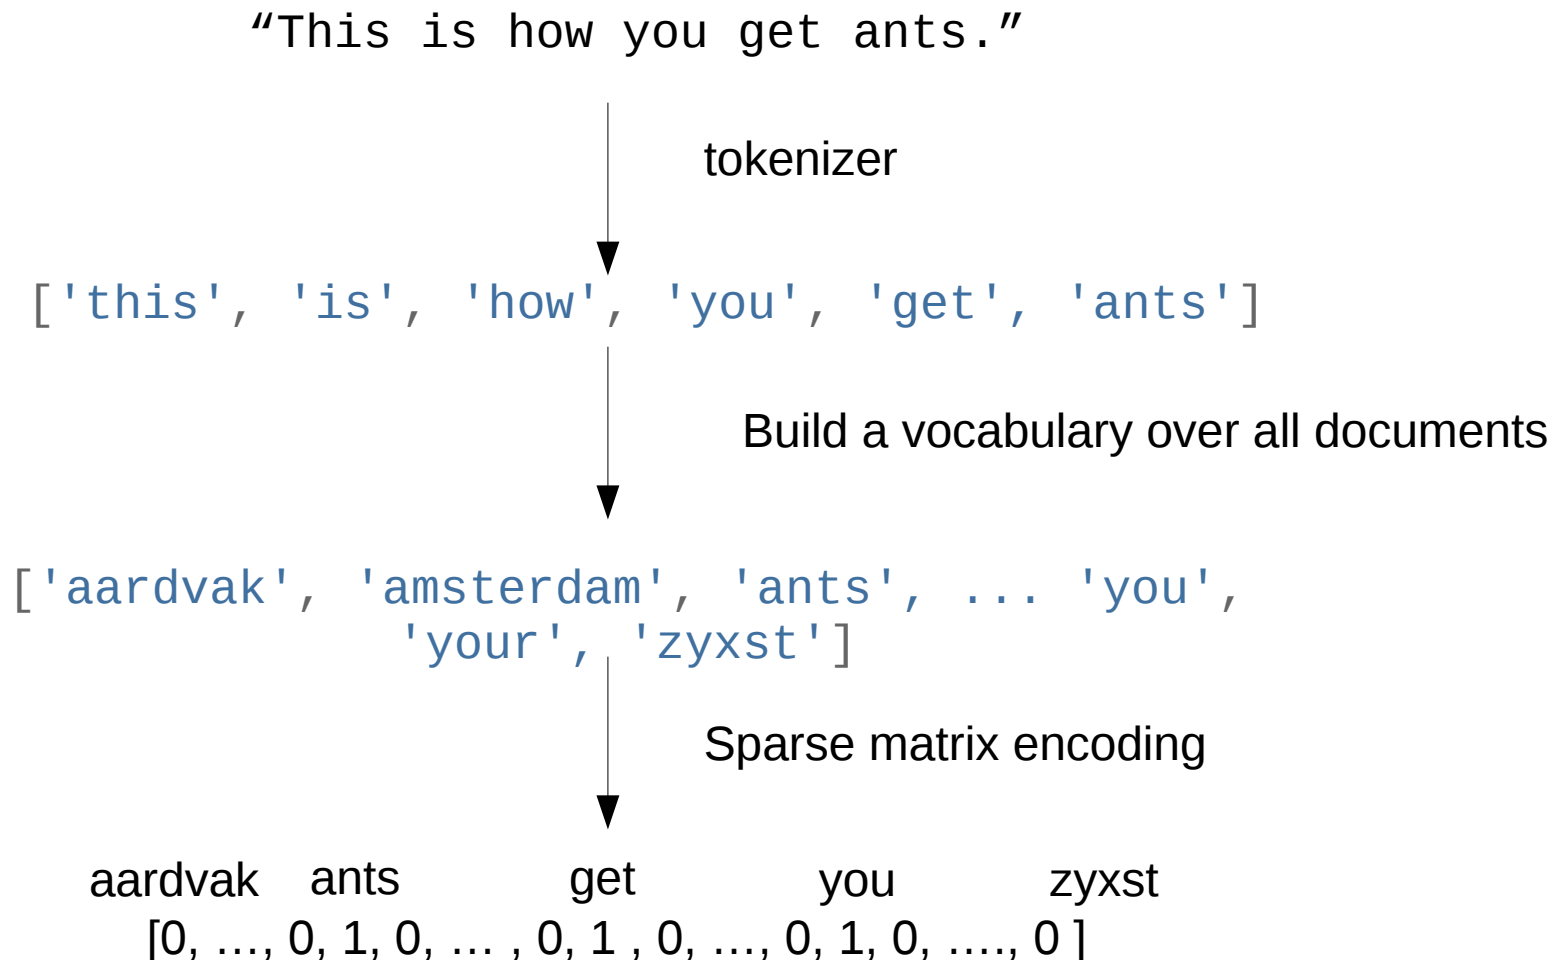 “This is how you get ants.”
tokenizer
['this', 'is', 'how', 'you', 'get', 'ants']
Build a vocabulary over all documents
['aardvak', 'amsterdam', 'ants', ... 'you',
'your', 'zyxst']
Sparse matrix encoding
aardvak ants get you zyxst
[0, …, 0, 1, 0, … , 0, 1 , 0, …, 0, 1, 0, …., 0 ]